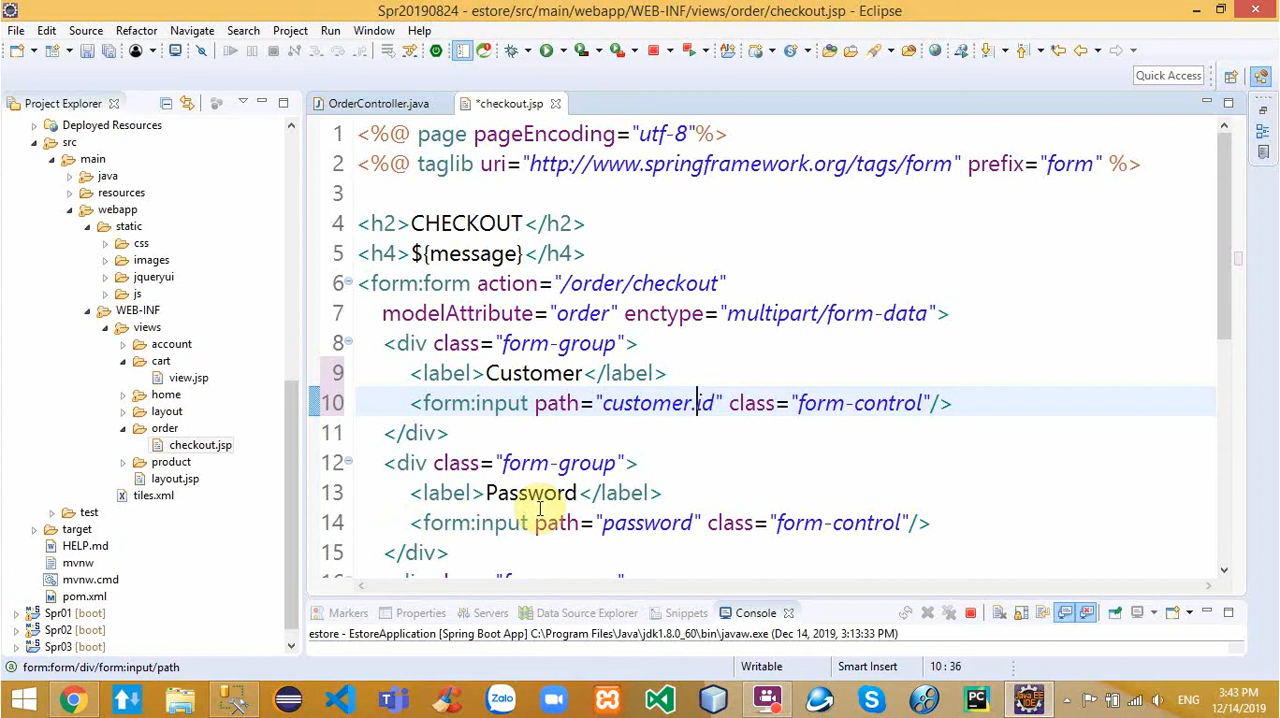 Spr20190824 - estore/src/main/webapp/WEB-INF/views/order/checkout.jsp - Eclipse
File Edit Source Refactor Navigate Search Project Run Window Help
Quick Access
Project Explorer
OrderController.java
*checkout.jsp
Deployed Resources
src
main
java
resources
webapp
static
css
images
jqueryui
js
WEB-INF
views
account
cart
view.jsp
home
layout
order
checkout.jsp
product
layout.jsp
tiles.xml
test
target
HELP.md
mvnw
mvnw.cmd
pom.xml
Spr01 [boot]
Spr02 [boot]
Spr03 [boot]
1 <%@ page pageEncoding="utf-8"%>
2 <%@ taglib uri="http://www.springframework.org/tags/form" prefix="form" %>
3
4 <h2>CHECKOUT</h2>
5 <h4>${message}</h4>
6 <form:form action="/order/checkout"
7 modelAttribute="order" enctype="multipart/form-data">
8 <div class="form-group">
9 <label>Customer</label>
10 <form:input path="customer.id" class="form-control"/>
11 </div>
12 <div class="form-group">
13 <label>Password</label>
14 <form:input path="password" class="form-control"/>
15 </div>
Markers Properties Servers Data Source Explorer Snippets Console
estore - EstoreApplication [Spring Boot App] C:\Program Files\Java\jdk1.8.0_60\bin\javaw.exe (Dec 14, 2019, 3:13:33 PM)
form:form/div/form:input/path
Writable
Smart Insert
10 : 36
Zalo
PC
ENG
3:43 PM
12/14/2019